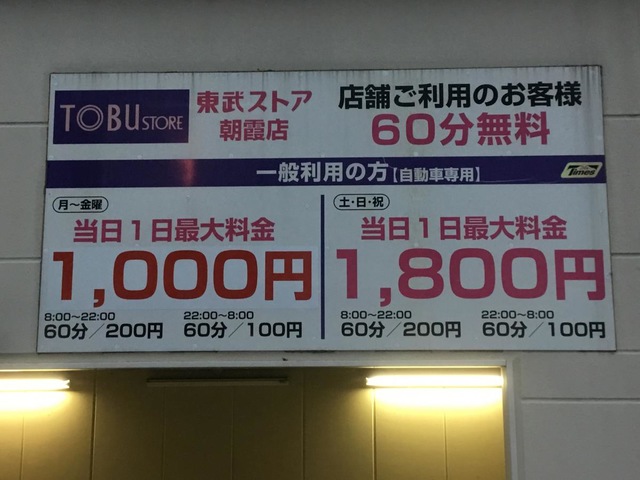 TOBU STORE
東武ストア
朝霞店
店舗ご利用のお客様
60分無料
一般利用の方【自動車専用】
Times
月〜金曜
当日1日最大料金
1,000円
8:00〜22:00
60分/200円
22:00〜8:00
60分/100円
土・日・祝
当日1日最大料金
1,800円
8:00〜22:00
60分/200円
22:00〜8:00
60分/100円